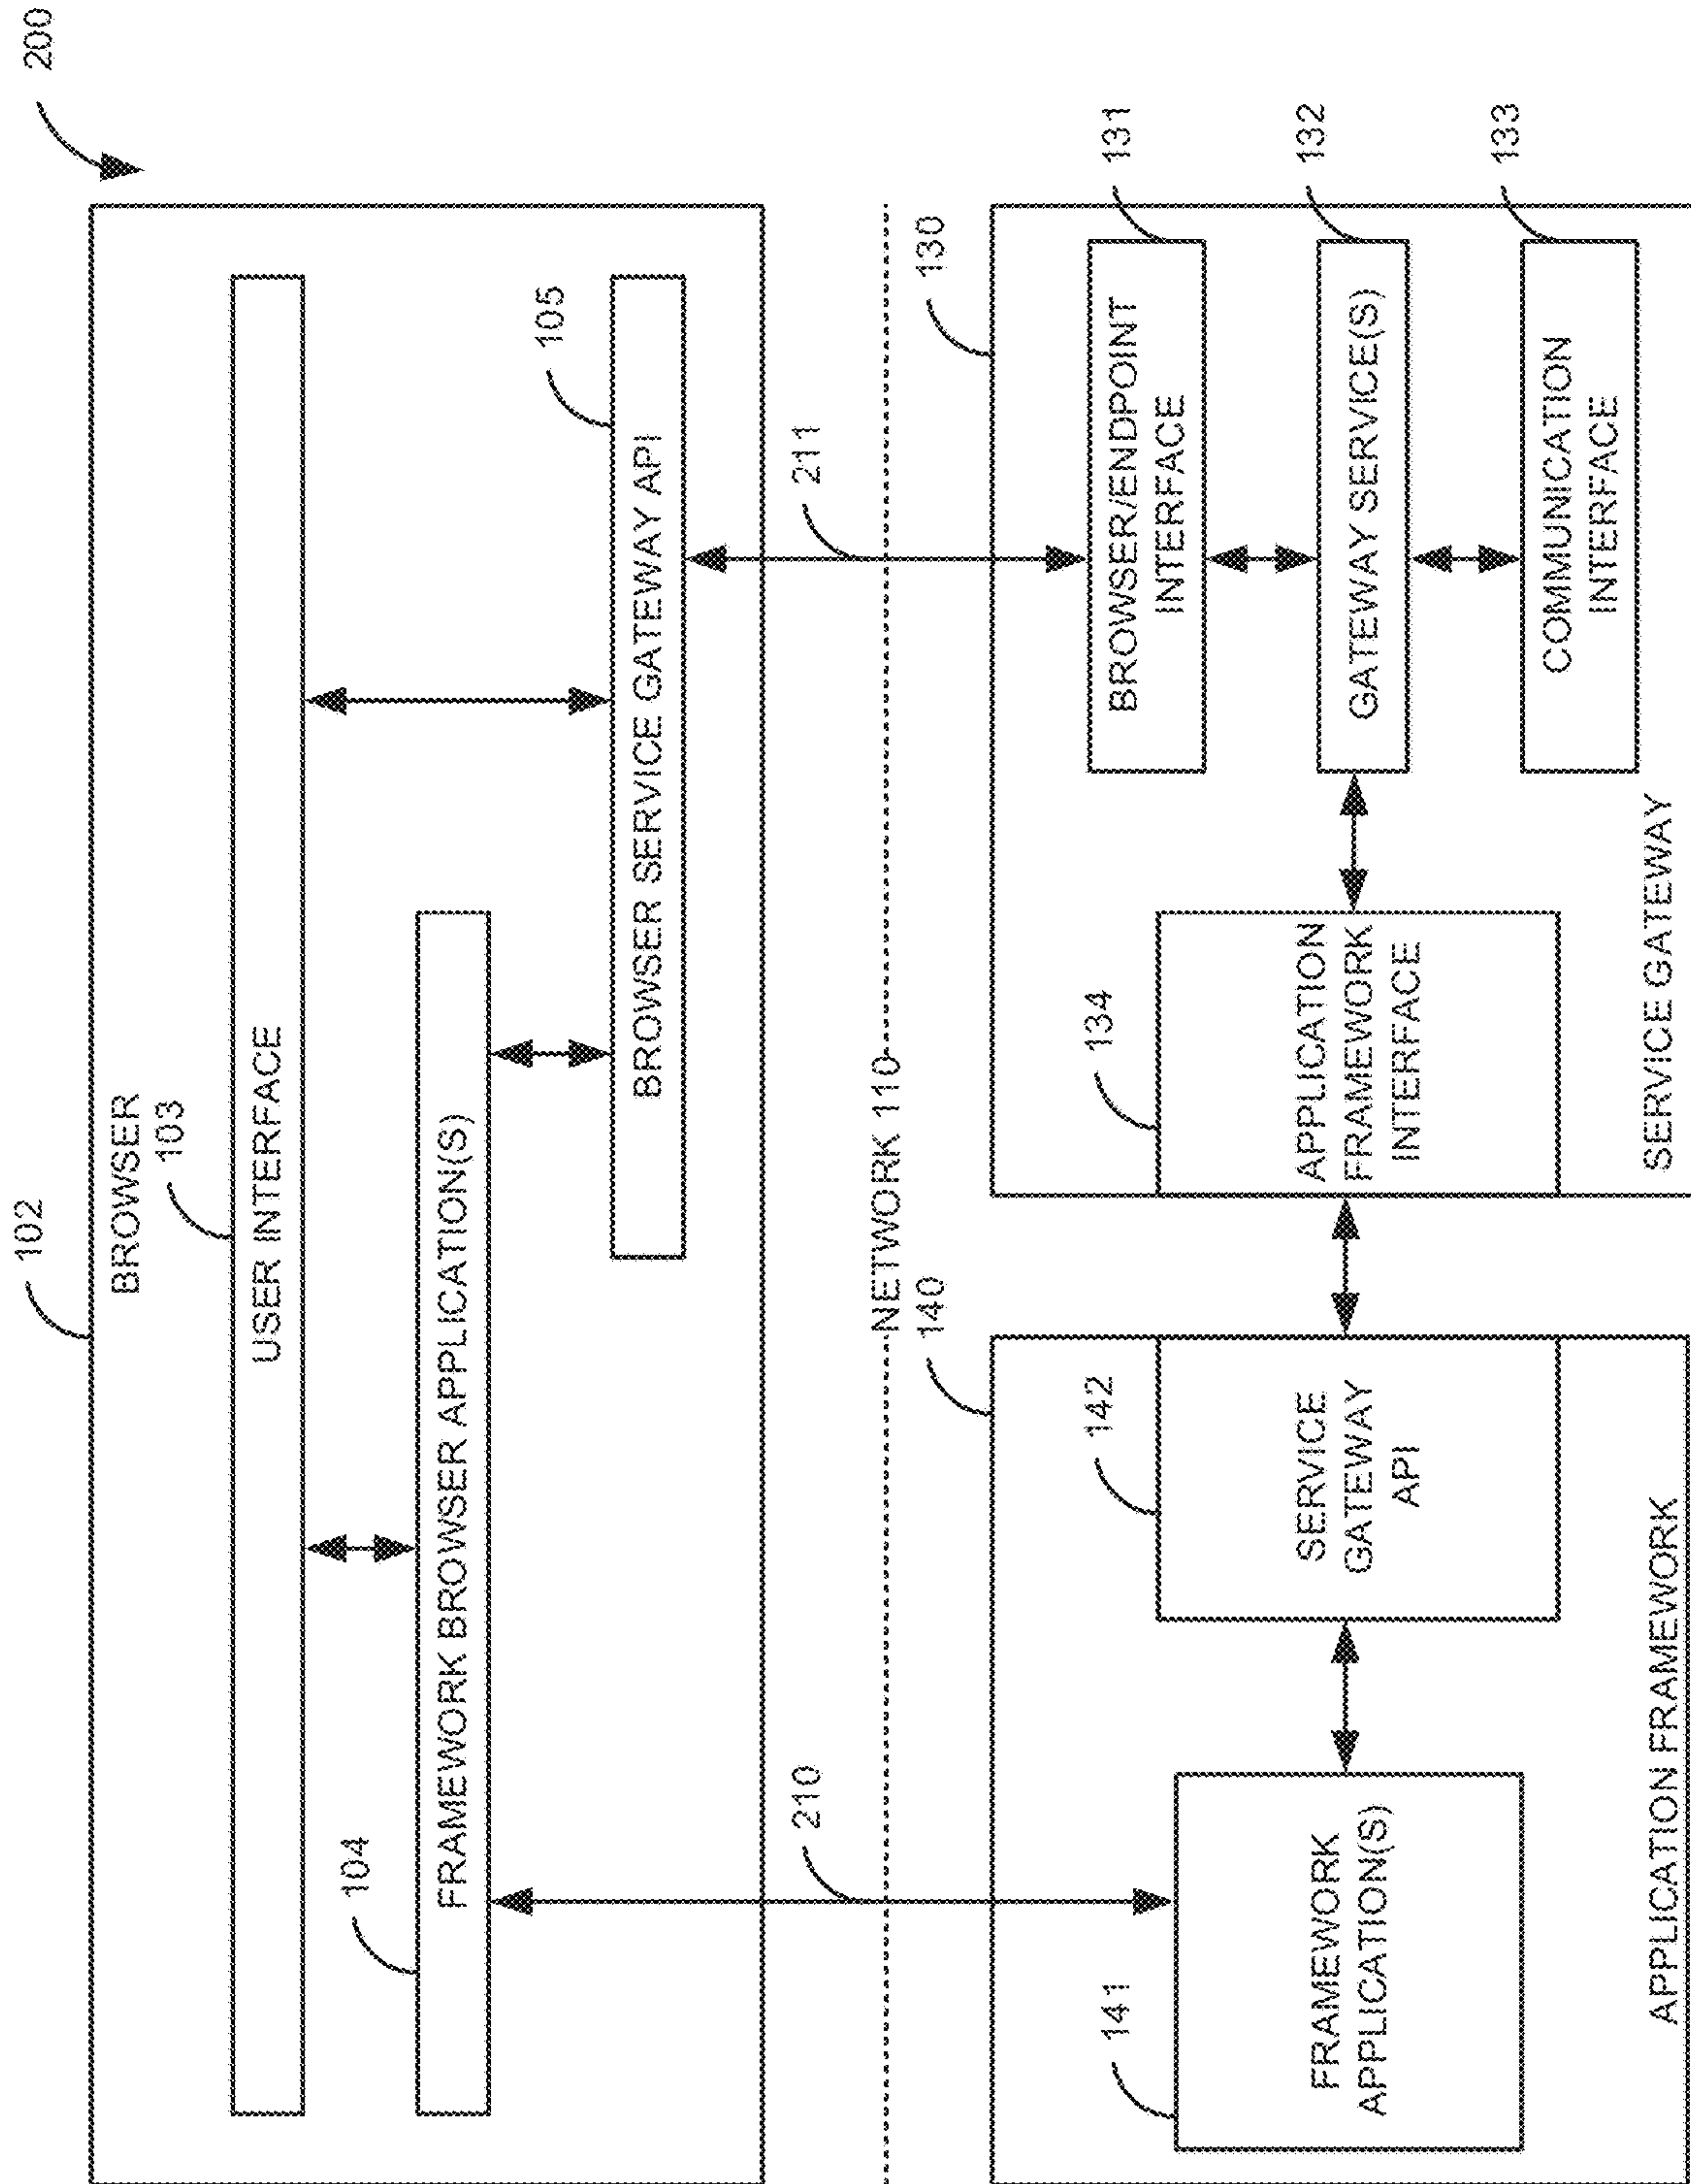 200
102
BROWSER
103
USER INTERFACE
104
FRAMEWORK BROWSER APPLICATION(S)
105
BROWSER SERVICE GATEWAY API
210
211
NETWORK 110
140
130
141
FRAMEWORK
APPLICATION(S)
142
SERVICE
GATEWAY
API
APPLICATION FRAMEWORK
134
APPLICATION
FRAMEWORK
INTERFACE
BROWSER/ENDPOINT
INTERFACE
131
GATEWAY SERVICE(S)
132
COMMUNICATION
INTERFACE
133
SERVICE GATEWAY